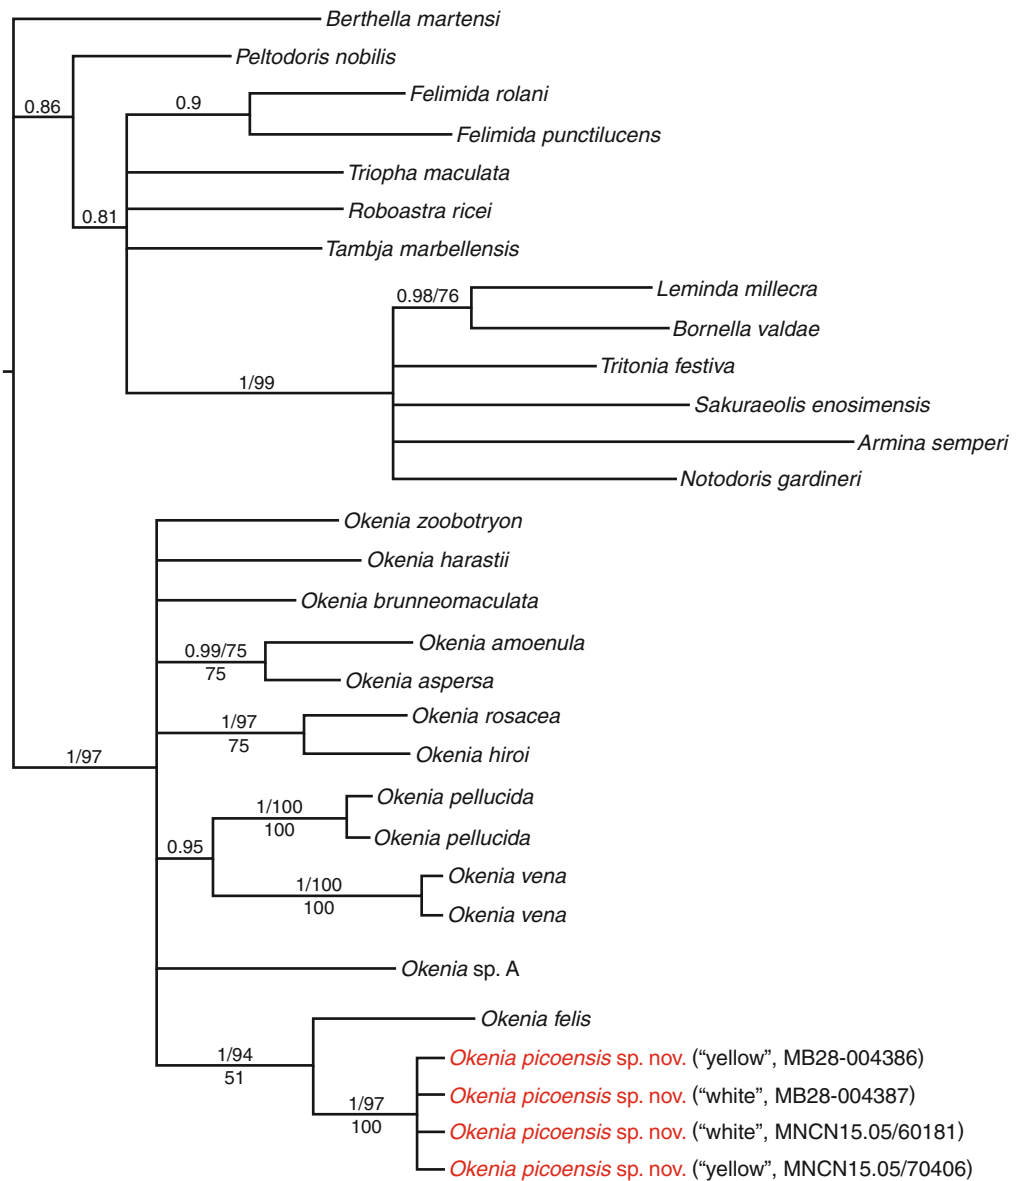 Berthella martensi
Peltodoris nobilis
0.86
0.9
Felimida rolani
Felimida punctilucens
Triopha maculata
0.81
Roboastra ricei
Tambja marbellensis
0.98/76
Leminda millecra
Bornella valdae
Tritonia festiva
1/99
Sakuraeolis enosimensis
Armina semperi
Notodoris gardineri
Okenia zoobotryon
Okenia harastii
Okenia brunneomaculata
0.99/75
75
Okenia amoenula
Okenia aspersa
1/97
75
Okenia rosacea
Okenia hiroi
1/97
1/100
100
Okenia pellucida
Okenia pellucida
0.95
1/100
100
Okenia vena
Okenia vena
Okenia sp. A
Okenia felis
1/94
51
1/97
100
Okenia picoensis sp. nov. (“yellow”, MB28-004386)
Okenia picoensis sp. nov. (“white”, MB28-004387)
Okenia picoensis sp. nov. (“white”, MNCN15.05/60181)
Okenia picoensis sp. nov. (“yellow”, MNCN15.05/70406)